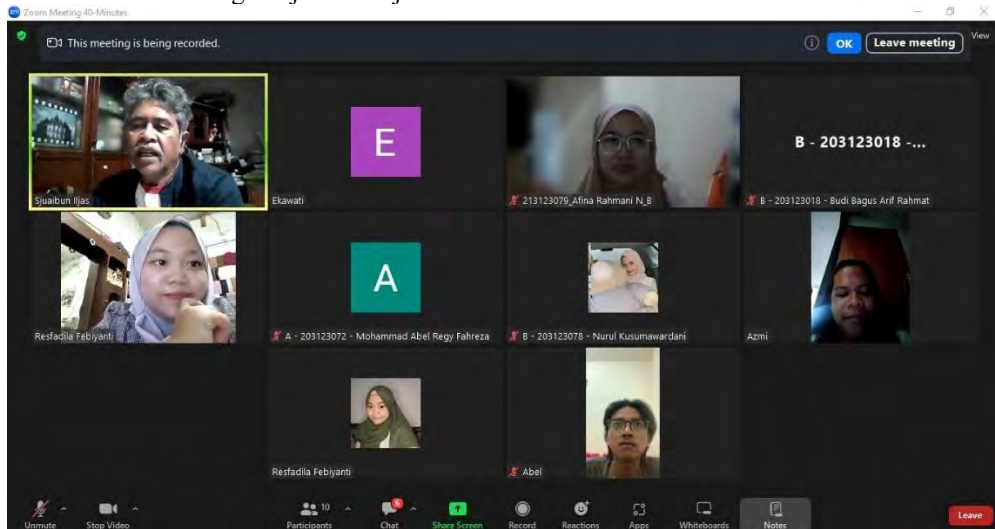 Zoom Meeting 40-Minutes
This meeting is being recorded.
OK
Leave meeting
View
Sjuaibun Iljas
E
Ekawati
213123079_Afina Rahmani N_B
B - 203123018 -...
B - 203123018 - Budi Bagus Arif Rahmat
Resfadila Febiyanti
A
A - 203123072 - Mohammad Abel Regy Fahreza
B - 203123078 - Nurul Kusumawardani
Azmi
Resfadila Febiyanti
Abel
Unmute
Stop Video
10
Participants
Chat
Share Screen
Record
Reactions
Apps
Whiteboards
Notes
Leave